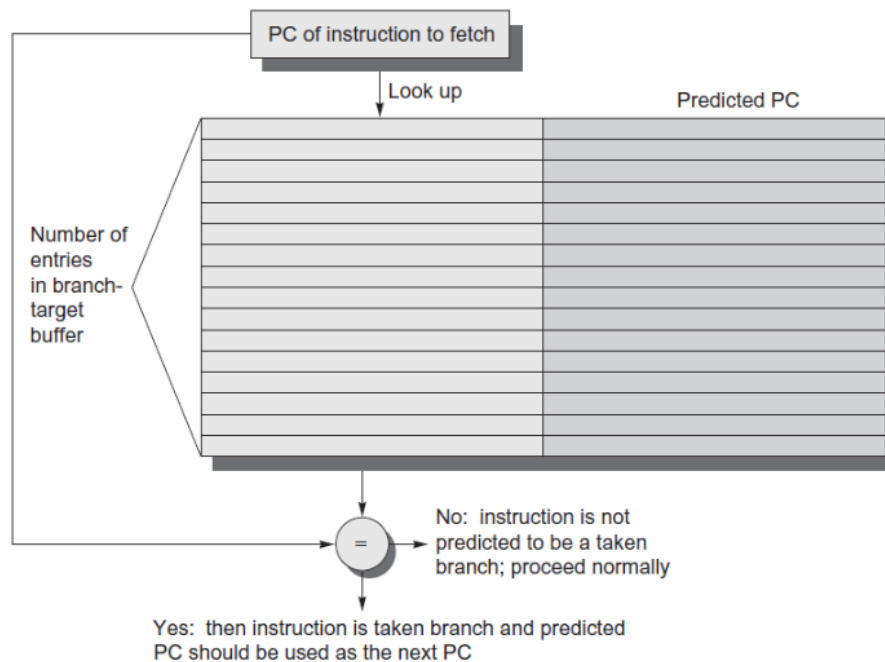 PC of instruction to fetch
Look up
Predicted PC
Number of
entries
in branch-
target
buffer
=
No: instruction is not
predicted to be a taken
branch; proceed normally
Yes: then instruction is taken branch and predicted
PC should be used as the next PC